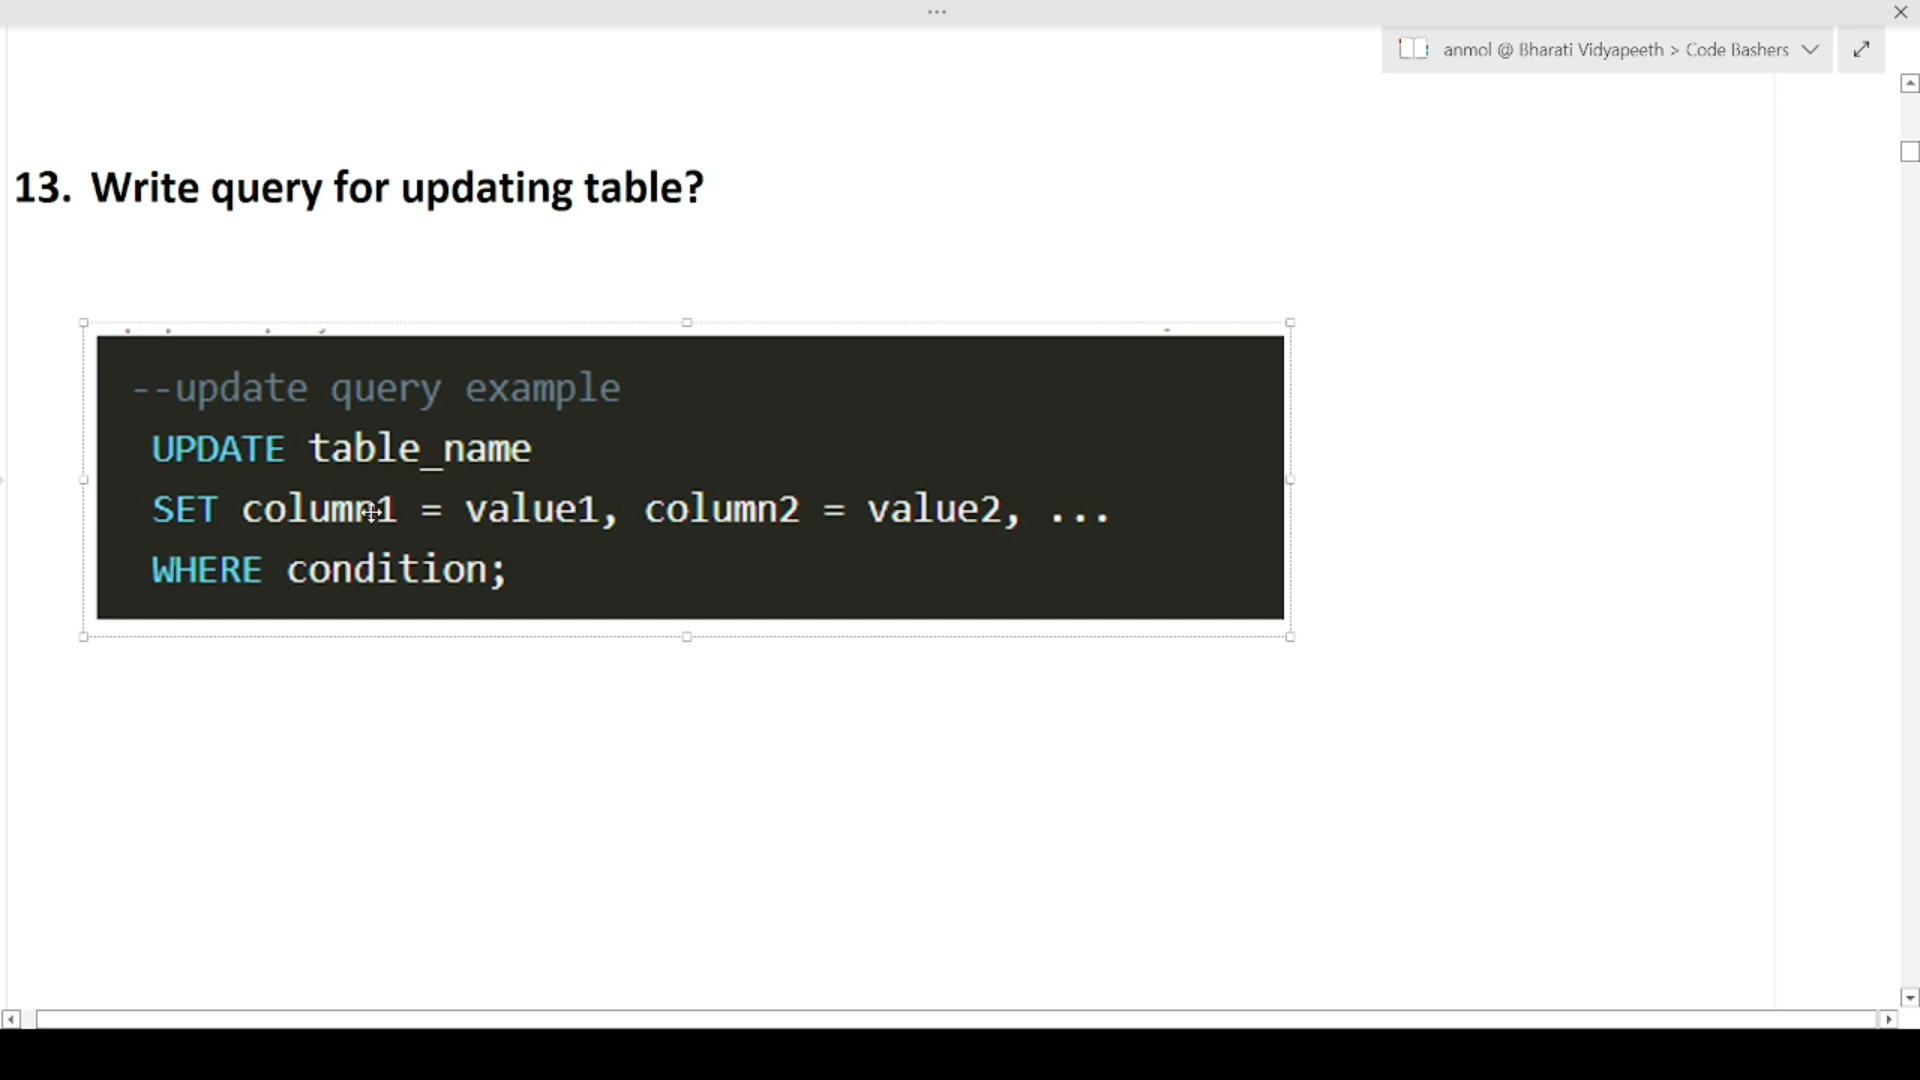 anmol @ Bharati Vidyapeeth > Code Bashers
13. Write query for updating table?
--update query example
UPDATE table_name
SET column1 = value1, column2 = value2, ...
WHERE condition;